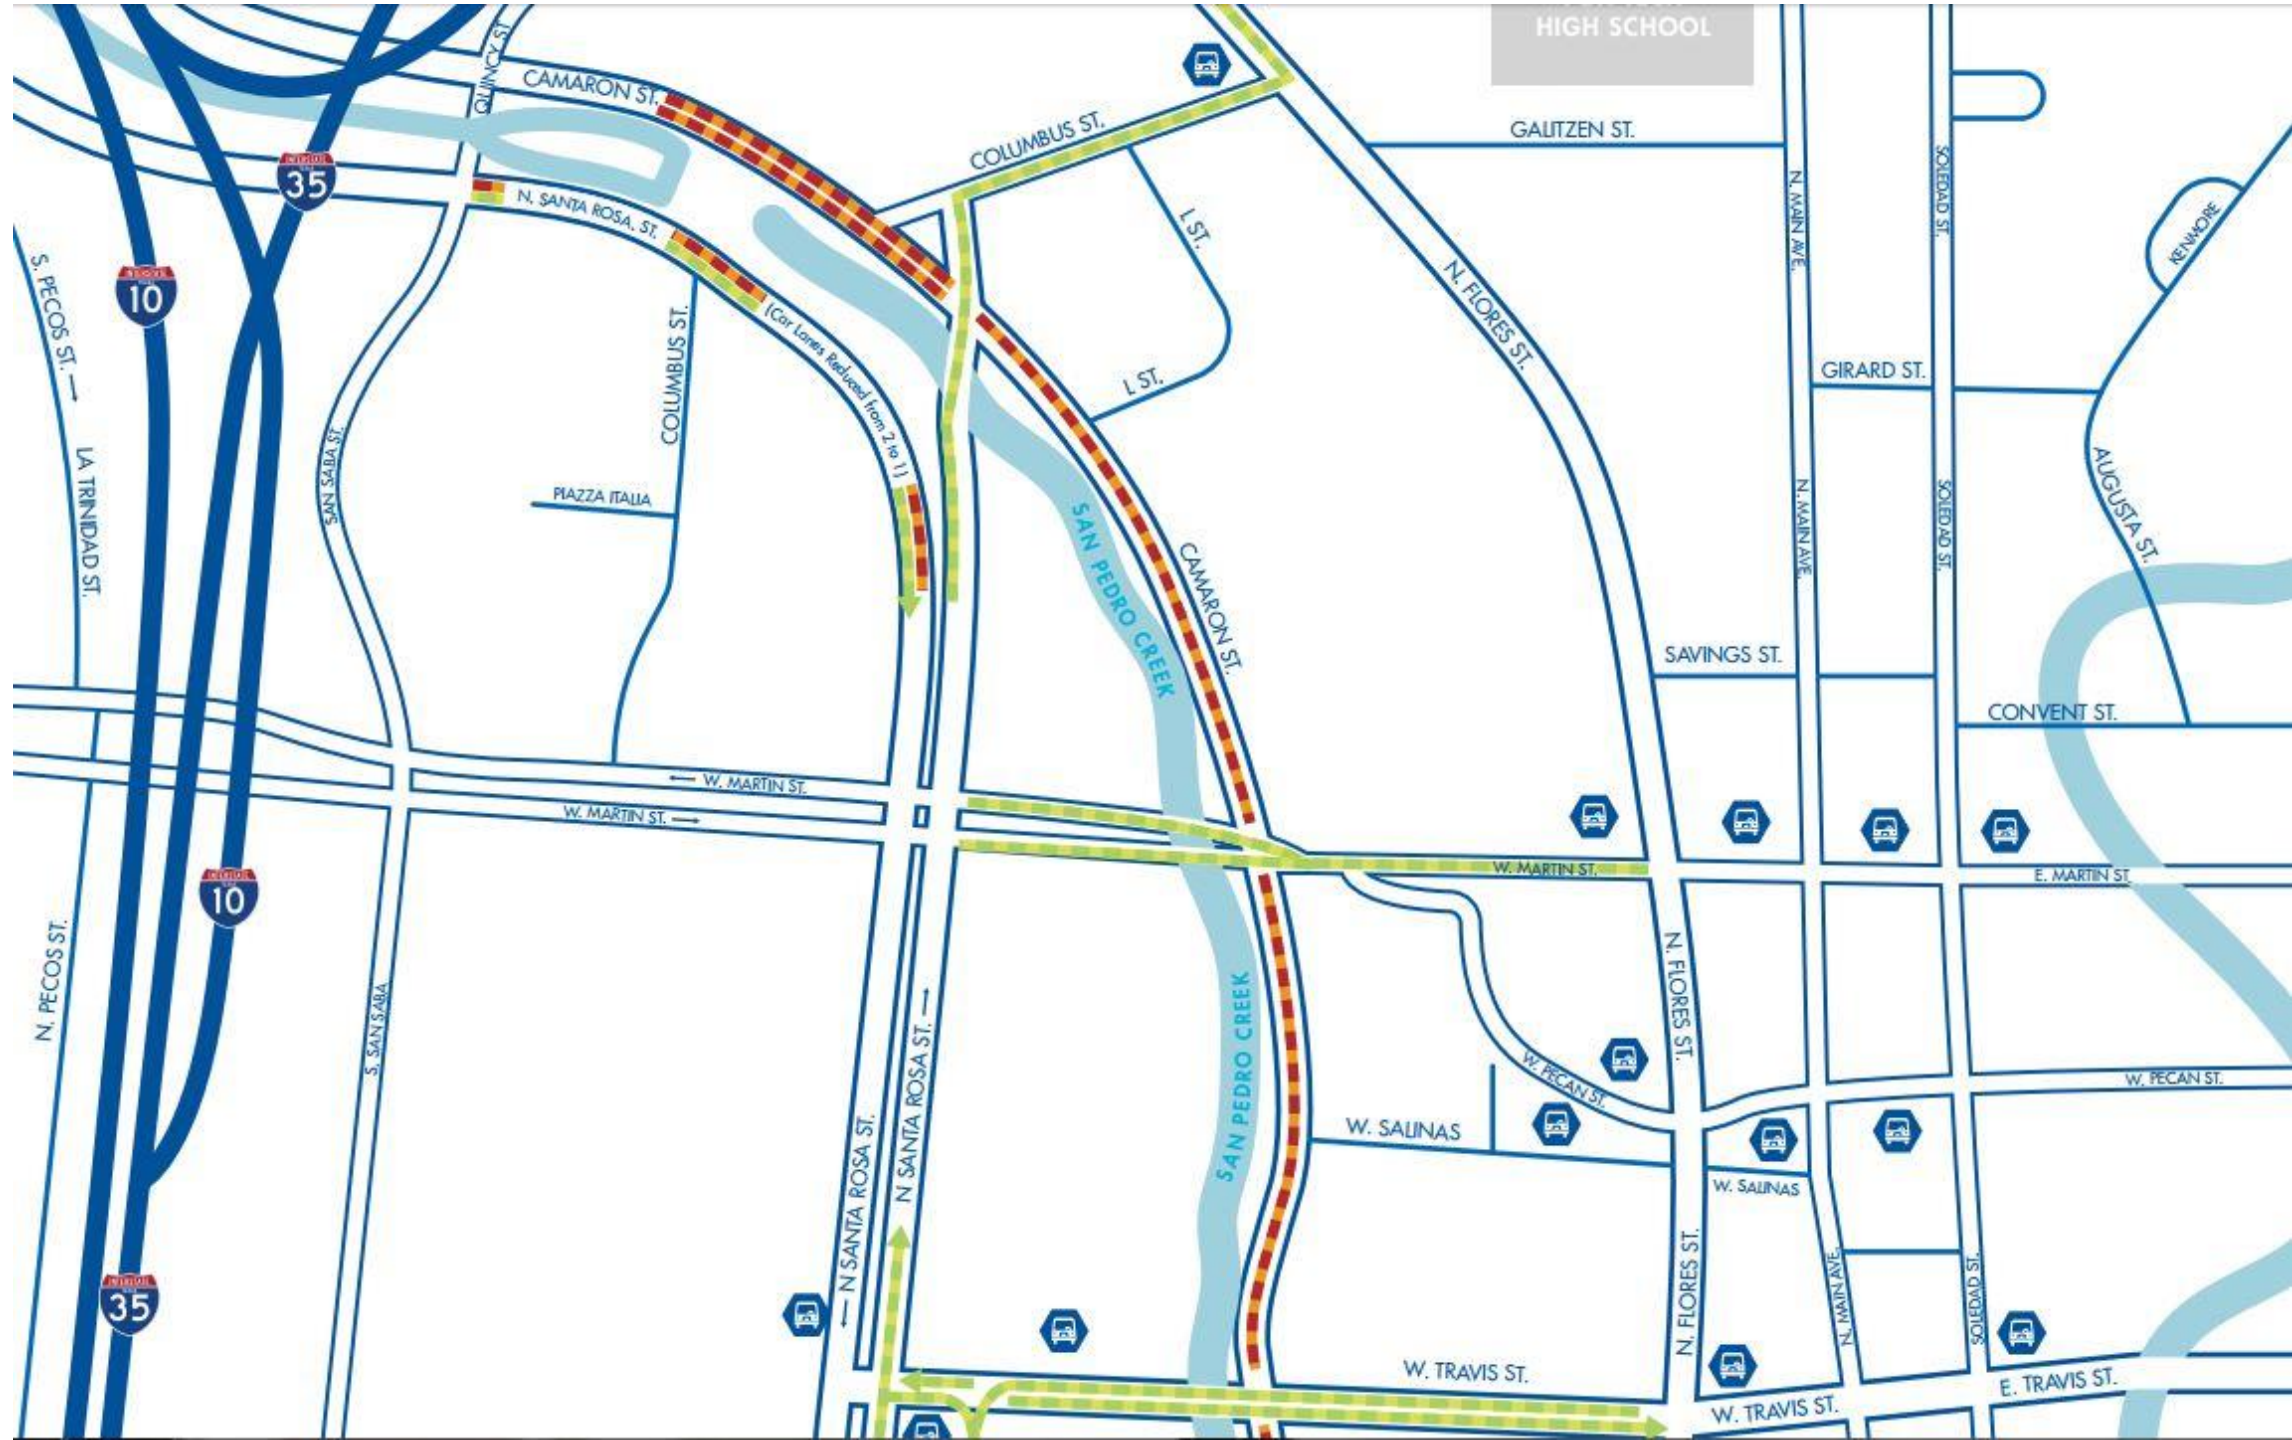 HIGH SCHOOL
QUINCY ST
CAMARON ST.
COLUMBUS ST.
GALITZEN ST.
INTERSTATE
35
N. SANTA ROSA. ST.
L ST.
N. MAIN AVE.
SOLEDAD ST.
KENMORE
S. PECOS ST. →
INTERSTATE
10
COLUMBUS ST.
(Car Lanes Reduced from 2 to 1)
N. FLORES ST.
L ST.
GIRARD ST.
LA TRINIDAD ST.
SAN SABA ST.
PIAZZA ITALIA
SAN PEDRO CREEK
CAMARON ST.
N. MAIN AVE.
SOLEDAD ST.
AUGUSTA ST.
SAVINGS ST.
CONVENT ST.
← W. MARTIN ST.
W. MARTIN ST. →
W. MARTIN ST.
E. MARTIN ST.
INTERSTATE
10
N. PECOS ST.
S. SAN SABA
N SANTA ROSA ST. →
SAN PEDRO CREEK
N. FLORES ST.
W. PECAN ST.
W. PECAN ST.
W. SALINAS
W. SALINAS
← N SANTA ROSA ST.
INTERSTATE
35
N. FLORES ST.
N. MAIN AVE.
SOLEDAD ST.
W. TRAVIS ST.
W. TRAVIS ST.
E. TRAVIS ST.